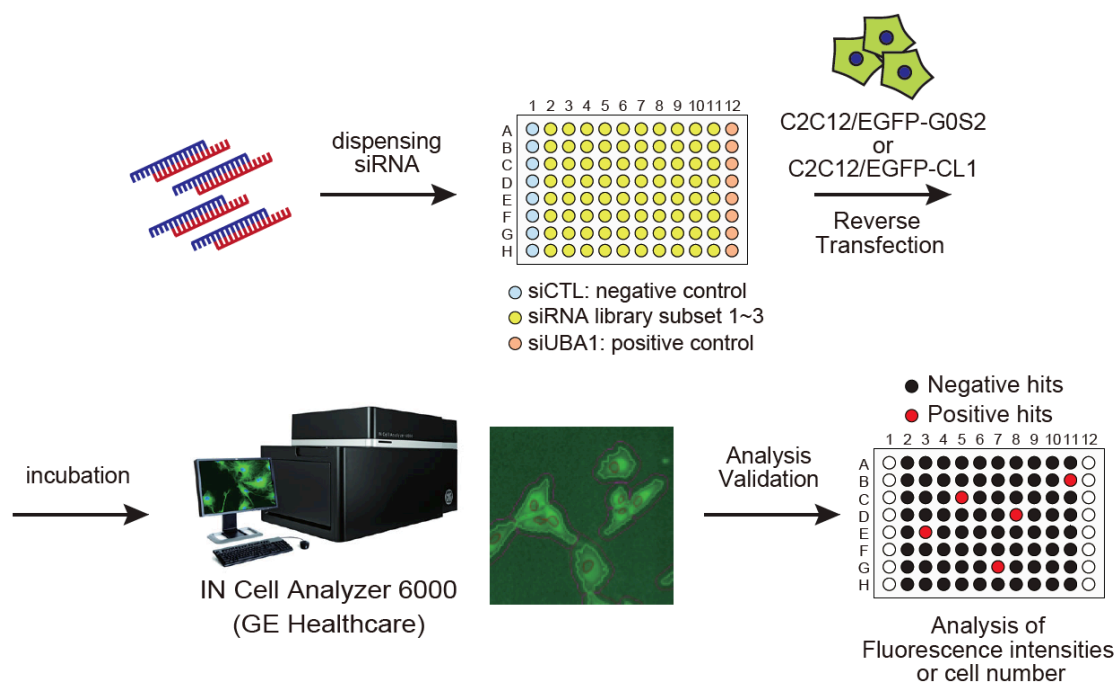 dispensing
siRNA
1 2 3 4 5 6 7 8 9 10 11 12
A
B
C
D
E
F
G
H
siCTL: negative control
siRNA library subset 1~3
siUBA1: positive control
C2C12/EGFP-G0S2
or
C2C12/EGFP-CL1
Reverse
Transfection
incubation
IN Cell Analyzer 6000
(GE Healthcare)
Analysis
Validation
Negative hits
Positive hits
1 2 3 4 5 6 7 8 9 10 11 12
A
B
C
D
E
F
G
H
Analysis of
Fluorescence intensities
or cell number